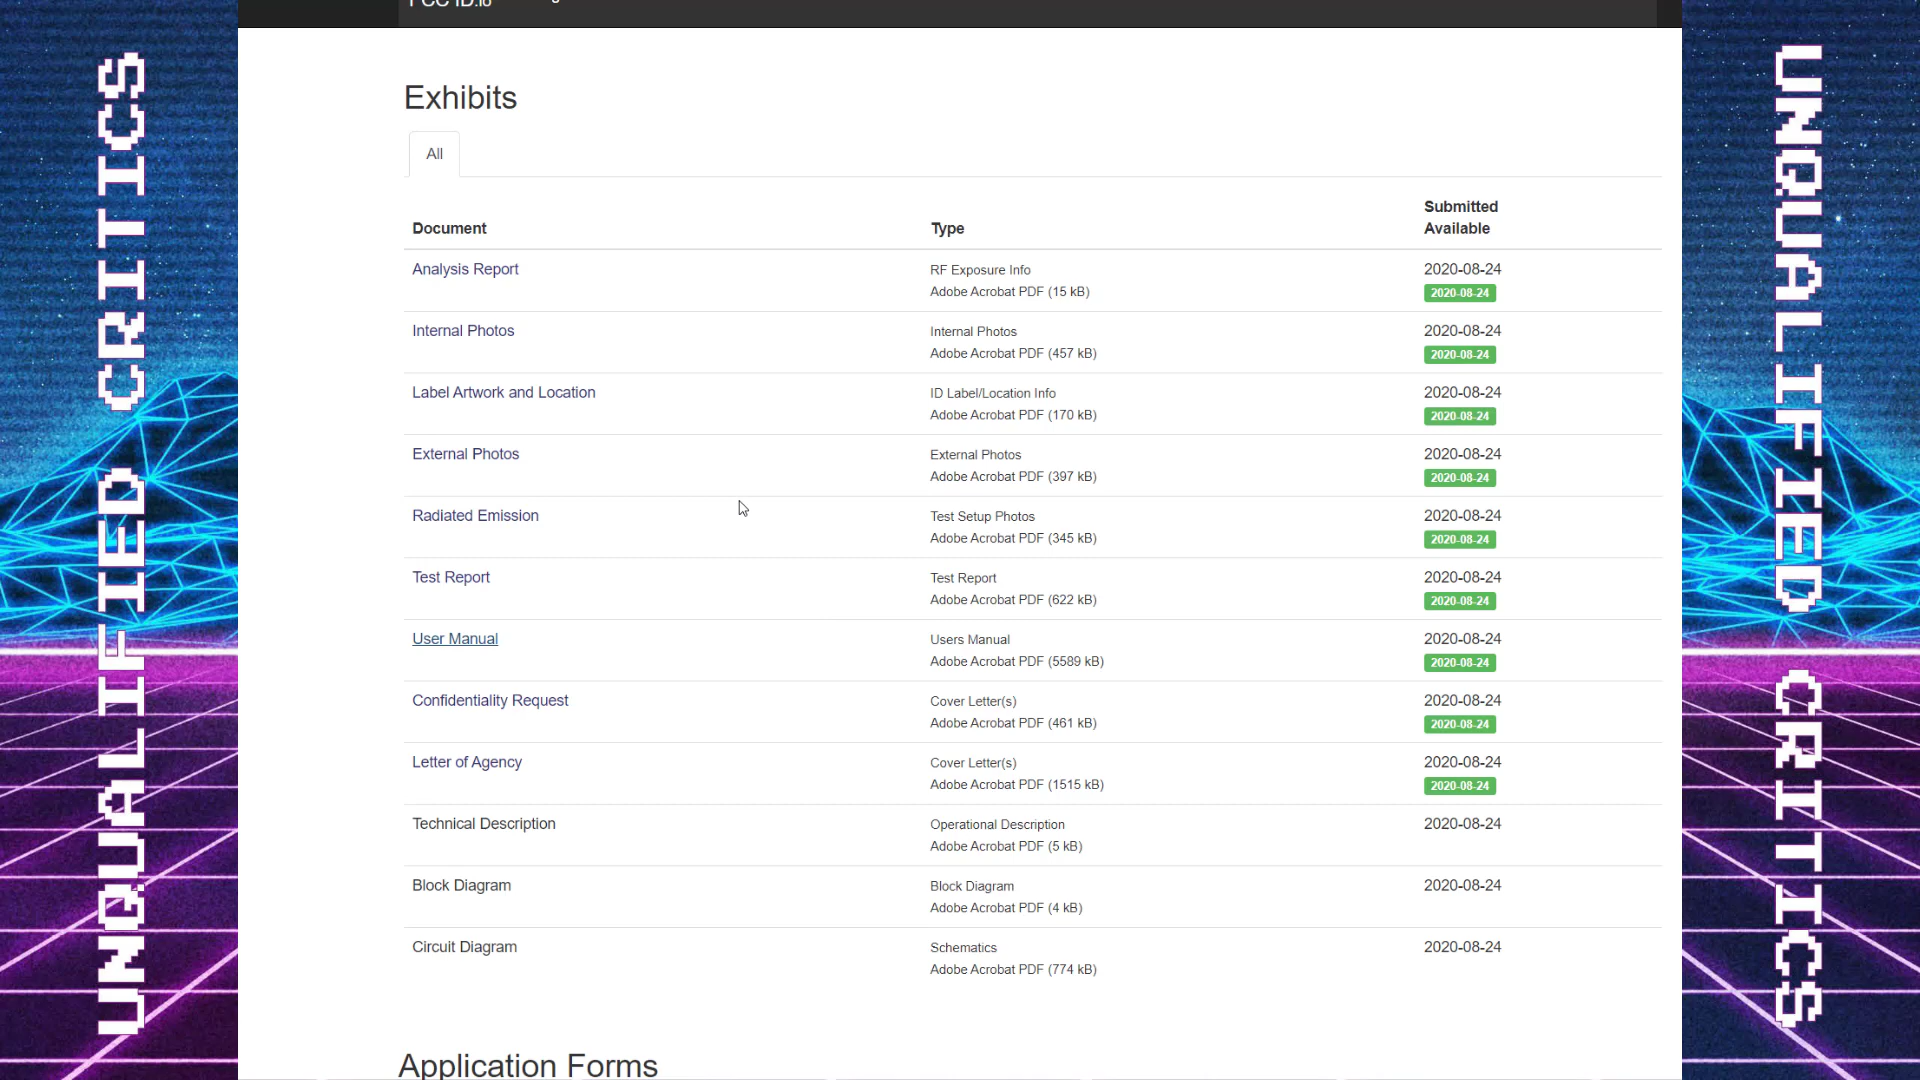 FCC ID.io
Exhibits
All
Document Type Submitted
Available
Analysis Report RF Exposure Info 2020-08-24
Adobe Acrobat PDF (15 kB) 2020-08-24
Internal Photos Internal Photos 2020-08-24
Adobe Acrobat PDF (457 kB) 2020-08-24
Label Artwork and Location ID Label/Location Info 2020-08-24
Adobe Acrobat PDF (170 kB) 2020-08-24
External Photos External Photos 2020-08-24
Adobe Acrobat PDF (397 kB) 2020-08-24
Radiated Emission Test Setup Photos 2020-08-24
Adobe Acrobat PDF (345 kB) 2020-08-24
Test Report Test Report 2020-08-24
Adobe Acrobat PDF (622 kB) 2020-08-24
User Manual Users Manual 2020-08-24
Adobe Acrobat PDF (5589 kB) 2020-08-24
Confidentiality Request Cover Letter(s) 2020-08-24
Adobe Acrobat PDF (461 kB) 2020-08-24
Letter of Agency Cover Letter(s) 2020-08-24
Adobe Acrobat PDF (1515 kB) 2020-08-24
Technical Description Operational Description 2020-08-24
Adobe Acrobat PDF (5 kB)
Block Diagram Block Diagram 2020-08-24
Adobe Acrobat PDF (4 kB)
Circuit Diagram Schematics 2020-08-24
Adobe Acrobat PDF (774 kB)
Application Forms
UNQUALIFIED CRITICS
UNQUALIFIED CRITICS